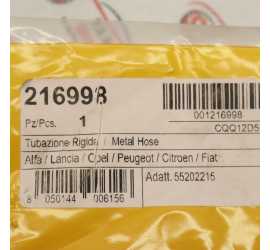 216998
001216998
Pz/Pcs. 1
CQQ12D5
Tubazione Rigida / Metal Hose
Alfa / Lancia / Opel / Peugeot / Citroen / Fiat
Adatt. 55202215
8 050144 006156